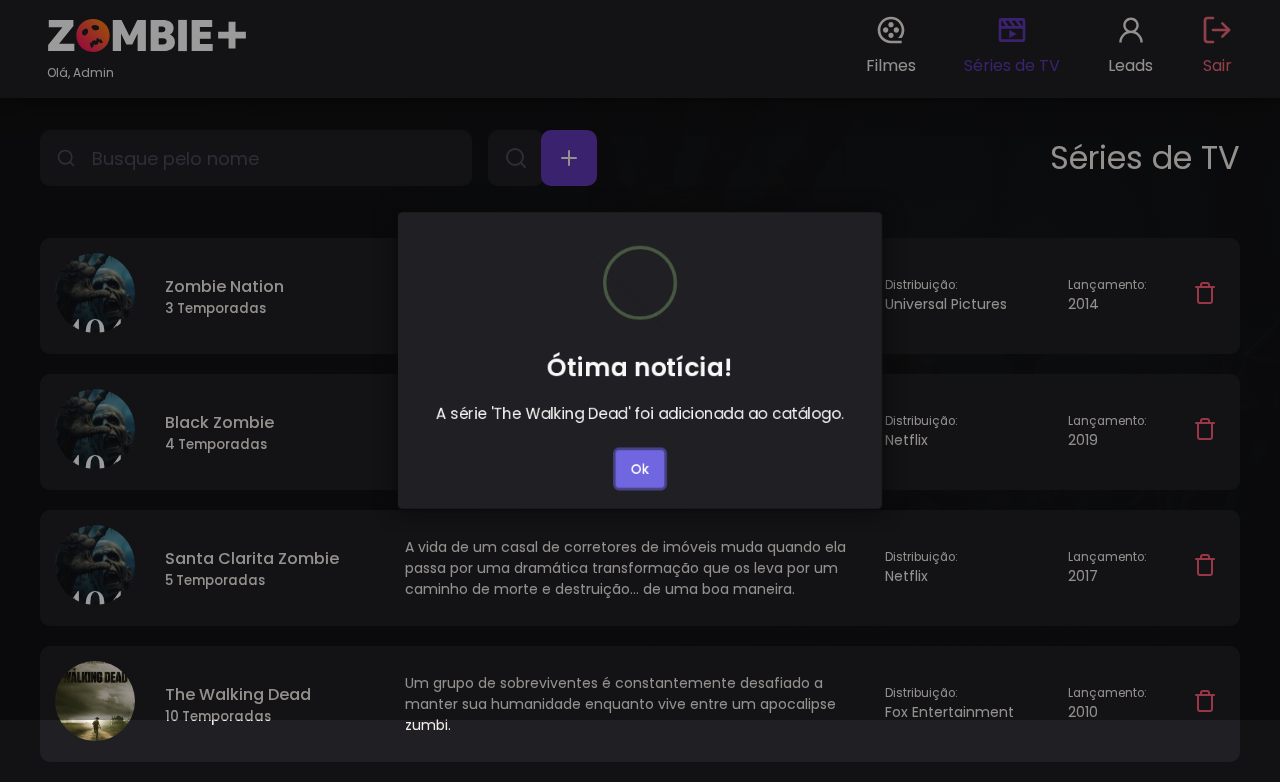 ZOMBIE+
Olá, Admin
Filmes
Séries de TV
Leads
Sair
Busque pelo nome
Séries de TV
Zombie Nation
3 Temporadas
Distribuição:
Universal Pictures
Lançamento:
2014
Ótima notícia!
A série 'The Walking Dead' foi adicionada ao catálogo.
Ok
Black Zombie
4 Temporadas
Distribuição:
Netflix
Lançamento:
2019
Santa Clarita Zombie
5 Temporadas
A vida de um casal de corretores de imóveis muda quando ela
passa por uma dramática transformação que os leva por um
caminho de morte e destruição... de uma boa maneira.
Distribuição:
Netflix
Lançamento:
2017
WALKING DEAD
The Walking Dead
10 Temporadas
Um grupo de sobreviventes é constantemente desafiado a
manter sua humanidade enquanto vive entre um apocalipse
zumbi.
Distribuição:
Fox Entertainment
Lançamento:
2010